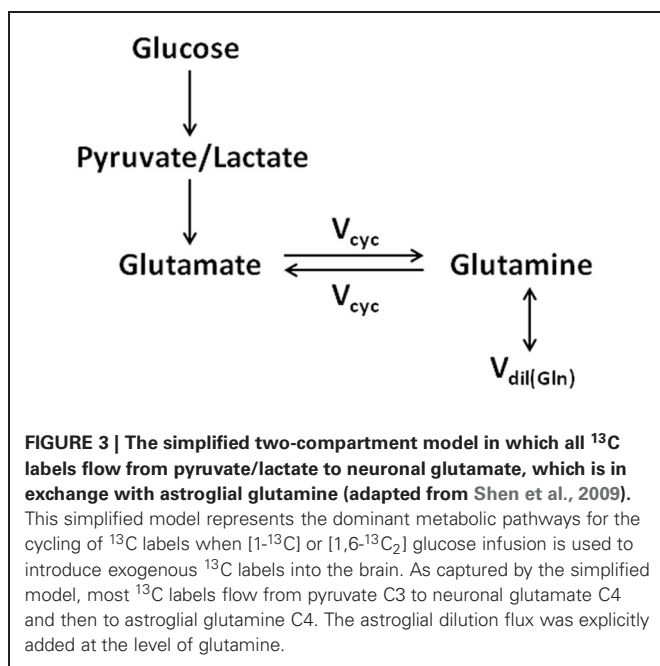 Glucose
Pyruvate/Lactate
Glutamate
Vcyc
Vcyc
Glutamine
Vdil(Gln)
FIGURE 3 | The simplified two-compartment model in which all ¹³C
labels flow from pyruvate/lactate to neuronal glutamate, which is in
exchange with astroglial glutamine (adapted from Shen et al., 2009).
This simplified model represents the dominant metabolic pathways for the
cycling of ¹³C labels when [1-¹³C] or [1,6-¹³C₂] glucose infusion is used to
introduce exogenous ¹³C labels into the brain. As captured by the simplified
model, most ¹³C labels flow from pyruvate C3 to neuronal glutamate C4
and then to astroglial glutamine C4. The astroglial dilution flux was explicitly
added at the level of glutamine.